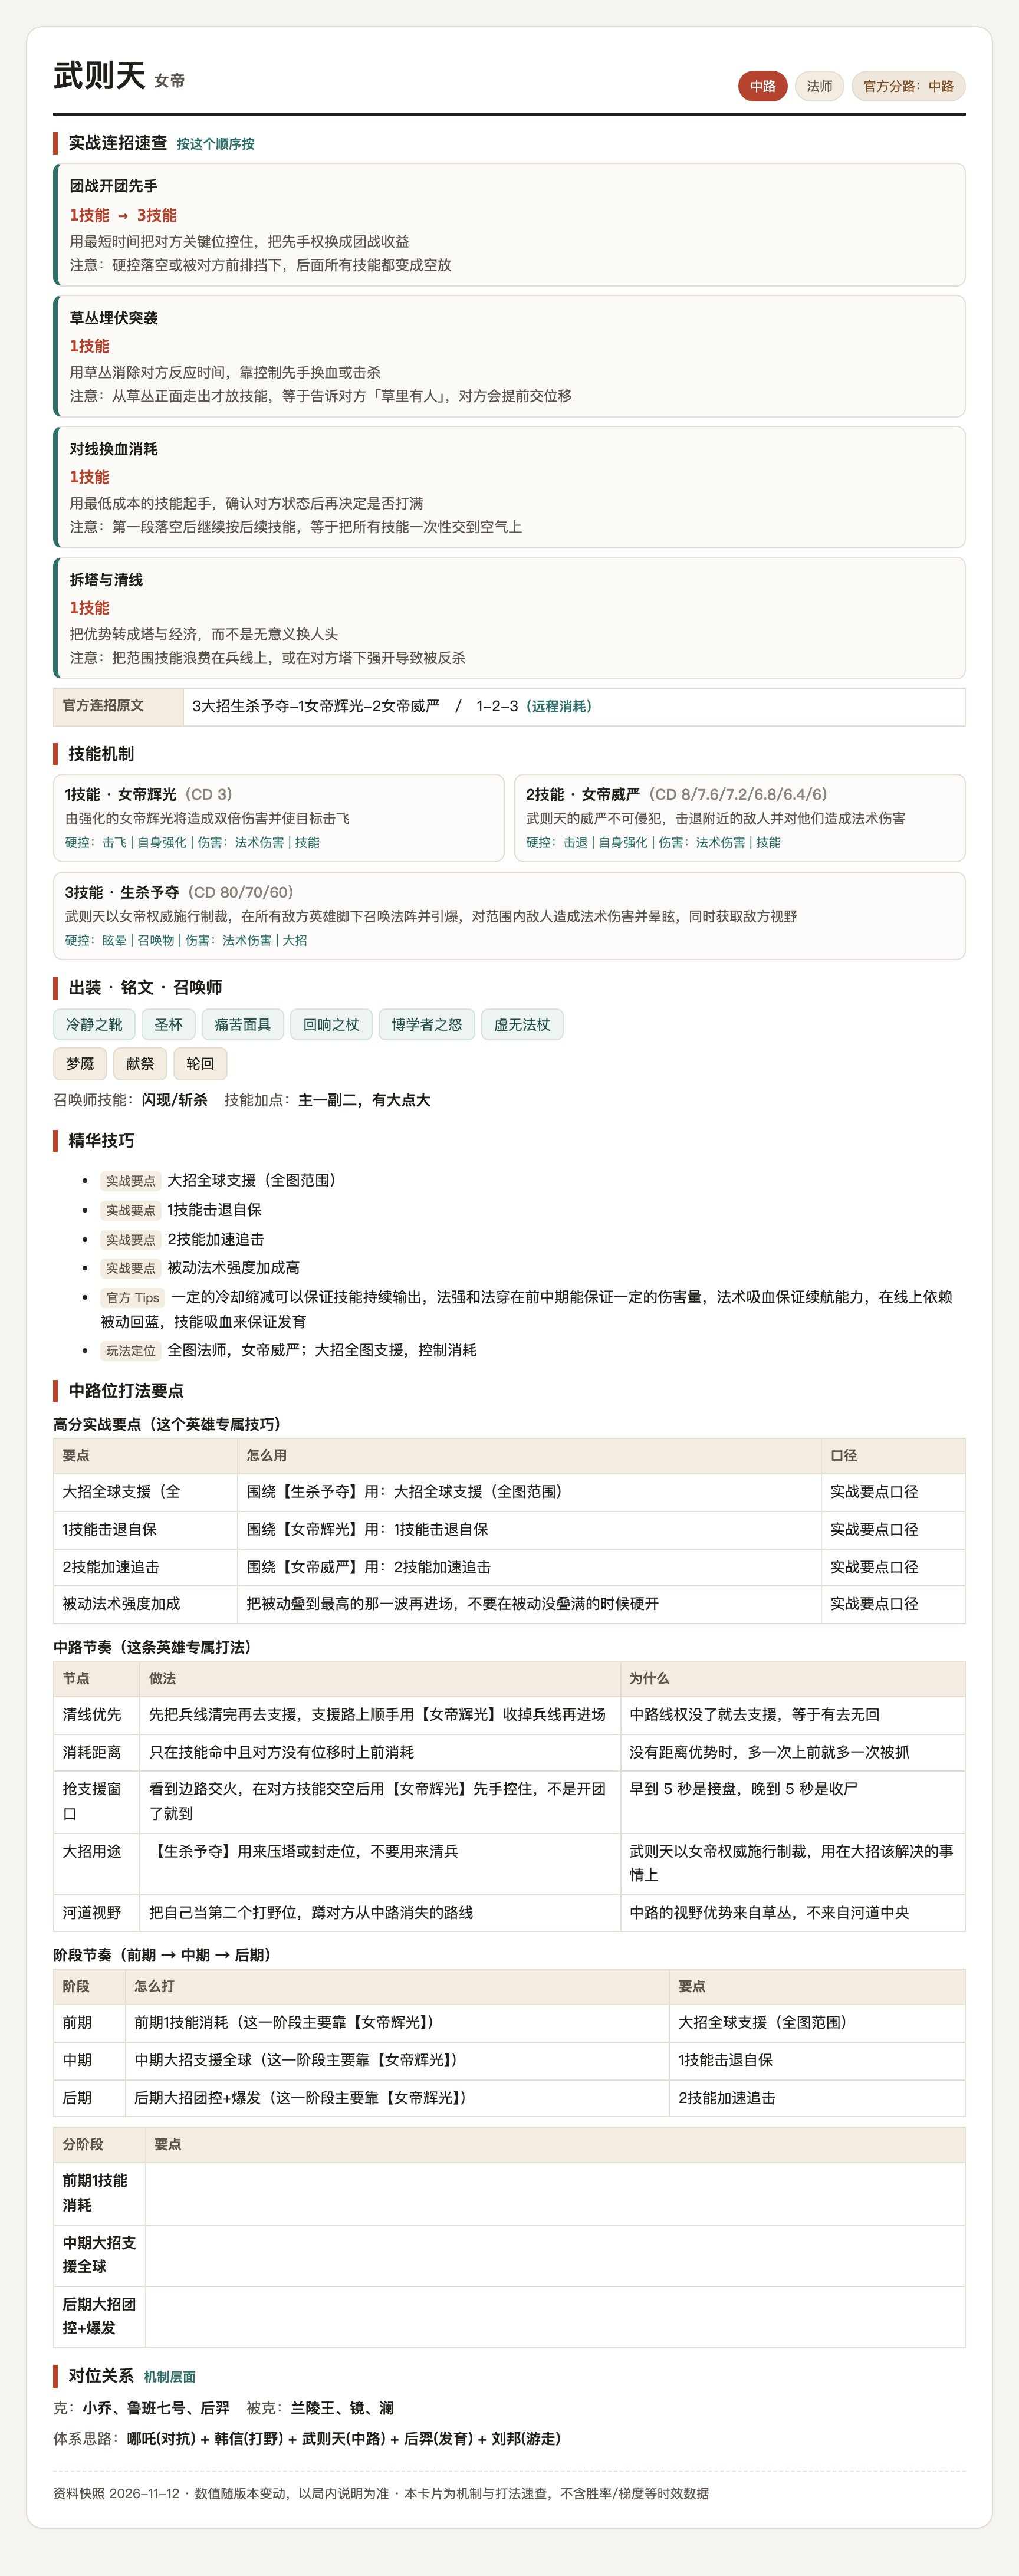 武则天 女帝
中路 法师 官方分路：中路
实战连招速查 按这个顺序按
团战开团先手
1技能 → 3技能
用最短时间把对方关键位控住，把先手权换成团战收益
注意：硬控落空或被对方前排挡下，后面所有技能都变成空放
草丛埋伏突袭
1技能
用草丛消除对方反应时间，靠控制先手换血或击杀
注意：从草丛正面走出才放技能，等于告诉对方「草里有人」，对方会提前交位移
对线换血消耗
1技能
用最低成本的技能起手，确认对方状态后再决定是否打满
注意：第一段落空后继续按后续技能，等于把所有技能一次性交到空气上
拆塔与清线
1技能
把优势转成塔与经济，而不是无意义换人头
注意：把范围技能浪费在兵线上，或在对方塔下强开导致被反杀
官方连招原文 3大招生杀予夺–1女帝辉光–2女帝威严 / 1–2–3（远程消耗）
技能机制
1技能 · 女帝辉光（CD 3）
由强化的女帝辉光将造成双倍伤害并使目标击飞
硬控：击飞 | 自身强化 | 伤害：法术伤害 | 技能
2技能 · 女帝威严（CD 8/7.6/7.2/6.8/6.4/6）
武则天的威严不可侵犯，击退附近的敌人并对他们造成法术伤害
硬控：击退 | 自身强化 | 伤害：法术伤害 | 技能
3技能 · 生杀予夺（CD 80/70/60）
武则天以女帝权威施行制裁，在所有敌方英雄脚下召唤法阵并引爆，对范围内敌人造成法术伤害并晕眩，同时获取敌方视野
硬控：眩晕 | 召唤物 | 伤害：法术伤害 | 大招
出装 · 铭文 · 召唤师
冷静之靴 圣杯 痛苦面具 回响之杖 博学者之怒 虚无法杖
梦魇 献祭 轮回
召唤师技能：闪现/斩杀 技能加点：主一副二，有大点大
精华技巧
• 实战要点 大招全球支援（全图范围）
• 实战要点 1技能击退自保
• 实战要点 2技能加速追击
• 实战要点 被动法术强度加成高
• 官方 Tips 一定的冷却缩减可以保证技能持续输出，法强和法穿在前中期能保证一定的伤害量，法术吸血保证续航能力，在线上依赖
被动回蓝，技能吸血来保证发育
• 玩法定位 全图法师，女帝威严；大招全图支援，控制消耗
中路位打法要点
高分实战要点（这个英雄专属技巧）
要点 怎么用 口径
大招全球支援（全 围绕【生杀予夺】用：大招全球支援（全图范围） 实战要点口径
1技能击退自保 围绕【女帝辉光】用：1技能击退自保 实战要点口径
2技能加速追击 围绕【女帝威严】用：2技能加速追击 实战要点口径
被动法术强度加成 把被动叠到最高的那一波再进场，不要在被动没叠满的时候硬开 实战要点口径
中路节奏（这条英雄专属打法）
节点 做法 为什么
清线优先 先把兵线清完再去支援，支援路上顺手用【女帝辉光】收掉兵线再进场 中路线权没了就去支援，等于有去无回
消耗距离 只在技能命中且对方没有位移时上前消耗 没有距离优势时，多一次上前就多一次被抓
抢支援窗 看到边路交火，在对方技能交空后用【女帝辉光】先手控住，不是开团 早到 5 秒是接盘，晚到 5 秒是收尸
口 了就到
大招用途 【生杀予夺】用来压塔或封走位，不要用来清兵 武则天以女帝权威施行制裁，用在大招该解决的事
情上
河道视野 把自己当第二个打野位，蹲对方从中路消失的路线 中路的视野优势来自草丛，不来自河道中央
阶段节奏（前期 → 中期 → 后期）
阶段 怎么打 要点
前期 前期1技能消耗（这一阶段主要靠【女帝辉光】） 大招全球支援（全图范围）
中期 中期大招支援全球（这一阶段主要靠【女帝辉光】） 1技能击退自保
后期 后期大招团控+爆发（这一阶段主要靠【女帝辉光】） 2技能加速追击
分阶段 要点
前期1技能
消耗
中期大招支
援全球
后期大招团
控+爆发
对位关系 机制层面
克：小乔、鲁班七号、后羿 被克：兰陵王、镜、澜
体系思路：哪吒(对抗) + 韩信(打野) + 武则天(中路) + 后羿(发育) + 刘邦(游走)
资料快照 2026–11–12 · 数值随版本变动，以局内说明为准 · 本卡片为机制与打法速查，不含胜率/梯度等时效数据